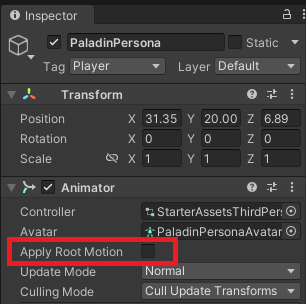 Inspector
PaladinPersona Static
Tag Player Layer Default
Transform
Position X 31.35 Y 20.00 Z 6.89
Rotation X 0 Y 0 Z 0
Scale X 1 Y 1 Z 1
Animator
Controller StarterAssetsThirdPers
Avatar PaladinPersonaAvatar
Apply Root Motion
Update Mode Normal
Culling Mode Cull Update Transforms